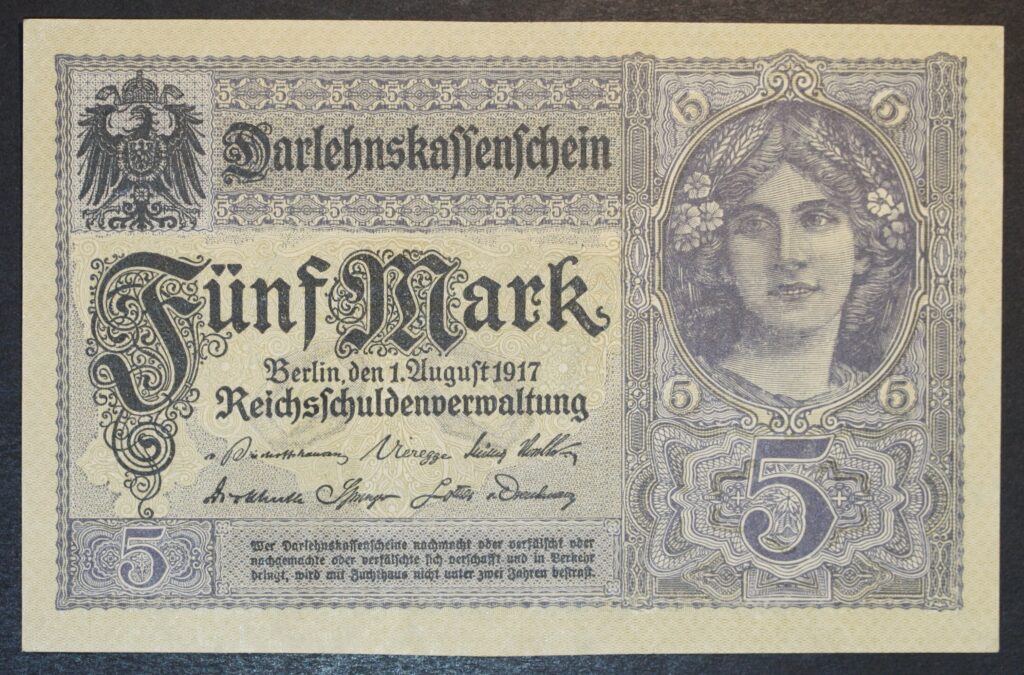 Darlehnskassenschein
Fünf Mark
Berlin, den 1. August 1917
Reichsschuldenverwaltung
Vieregge
Springer
Wer Darlehnskassenscheine nachmacht oder verfälscht oder
nachgemachte oder verfälschte sich verschafft und in Verkehr
bringt, wird mit Zuchthaus nicht unter zwei Jahren bestraft.
5
5
5
5
5
5